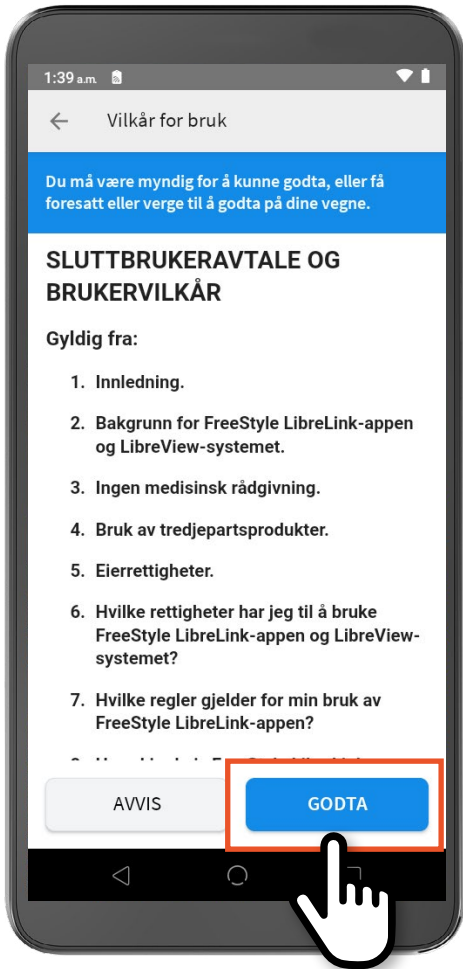 1:39 a.m.
Vilkår for bruk
Du må være myndig for å kunne godta, eller få
foresatt eller verge til å godta på dine vegne.
SLUTTBRUKERAVTALE OG
BRUKERVILKÅR
Gyldig fra:
1. Innledning.
2. Bakgrunn for FreeStyle LibreLink-appen
og LibreView-systemet.
3. Ingen medisinsk rådgivning.
4. Bruk av tredjepartsprodukter.
5. Eierrettigheter.
6. Hvilke rettigheter har jeg til å bruke
FreeStyle LibreLink-appen og LibreView-
systemet?
7. Hvilke regler gjelder for min bruk av
FreeStyle LibreLink-appen?
AVVIS
GODTA